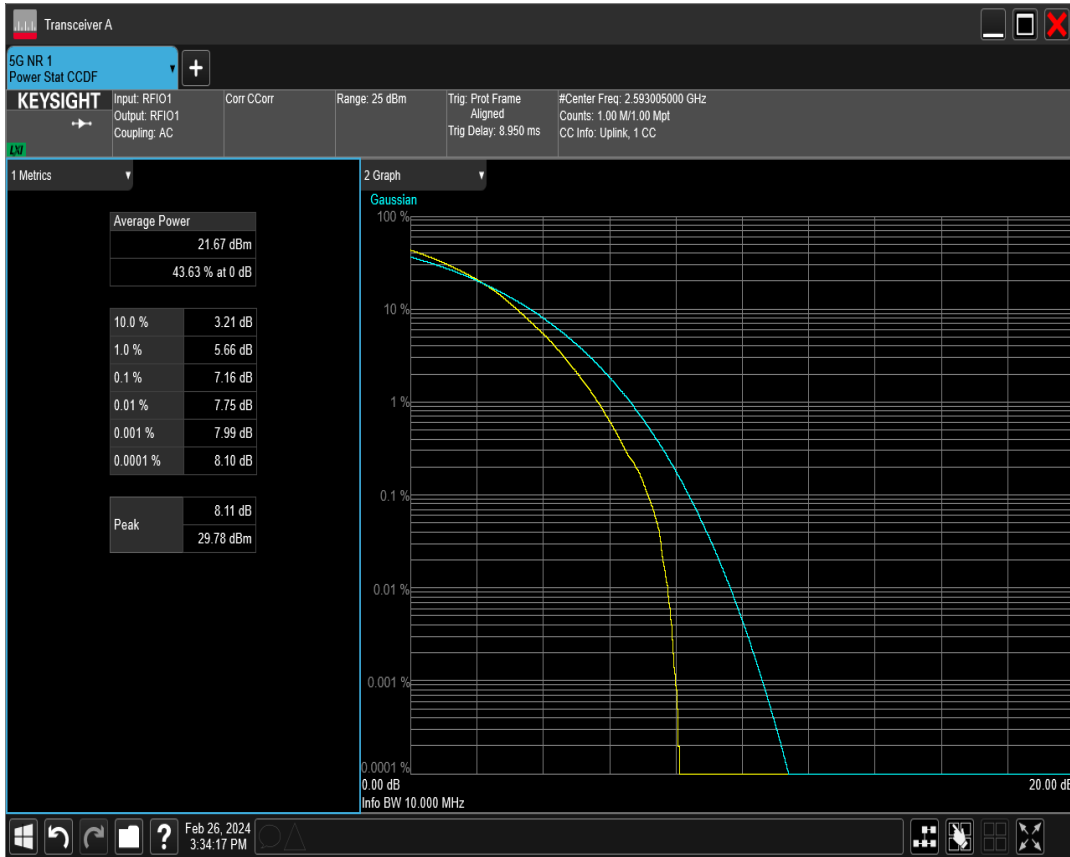 Transceiver A
5G NR 1
Power Stat CCDF
+
KEYSIGHT
LXI
Input: RFIO1
Output: RFIO1
Coupling: AC
Corr CCorr
Range: 25 dBm
Trig: Prot Frame
Aligned
Trig Delay: 8.950 ms
#Center Freq: 2.593005000 GHz
Counts: 1.00 M/1.00 Mpt
CC Info: Uplink, 1 CC
1 Metrics
Average Power
21.67 dBm
43.63 % at 0 dB
10.0 % 3.21 dB
1.0 % 5.66 dB
0.1 % 7.16 dB
0.01 % 7.75 dB
0.001 % 7.99 dB
0.0001 % 8.10 dB
Peak
8.11 dB
29.78 dBm
2 Graph
Gaussian
100 %
10 %
1 %
0.1 %
0.01 %
0.001 %
0.0001 %
0.00 dB 20.00 dB
Info BW 10.000 MHz
?
Feb 26, 2024
3:34:17 PM